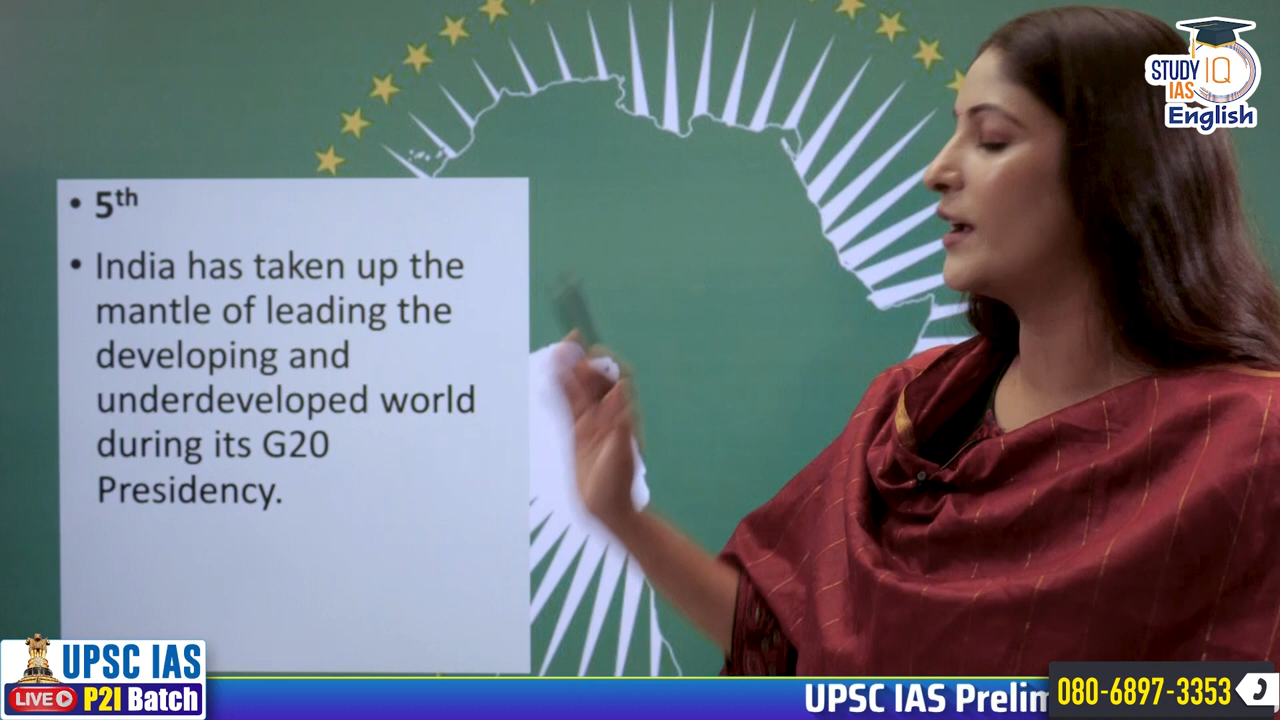 STUDY IQ
IAS
English
• 5th
• India has taken up the
mantle of leading the
developing and
underdeveloped world
during its G20
Presidency.
UPSC IAS
LIVE P2I Batch
UPSC IAS Prelim
080-6897-3353